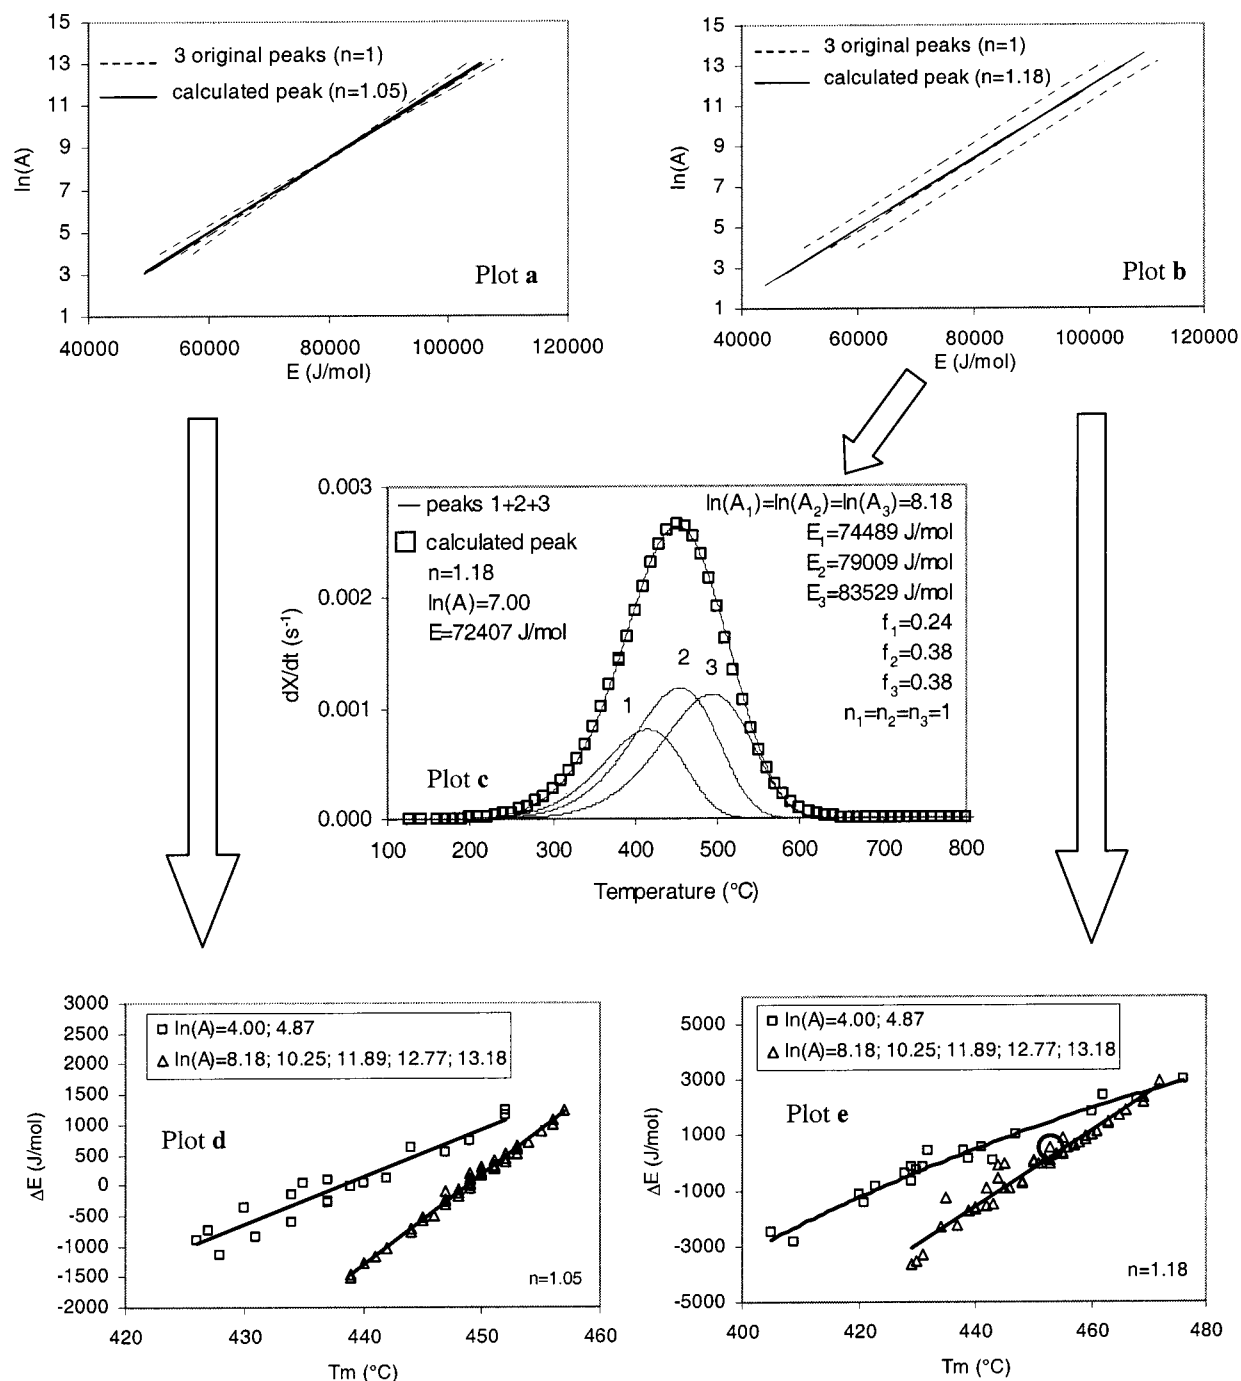 15
13
11
9
7
5
3
1
ln(A)
3 original peaks (n=1)
calculated peak (n=1.05)
Plot a
40000 60000 80000 100000 120000
E (J/mol)
15
13
11
9
7
5
3
1
ln(A)
3 original peaks (n=1)
calculated peak (n=1.18)
Plot b
40000 60000 80000 100000 120000
E (J/mol)
0.003
0.002
0.001
0.000
dX/dt (s⁻¹)
peaks 1+2+3
calculated peak
n=1.18
ln(A)=7.00
E=72407 J/mol
ln(A₁)=ln(A₂)=ln(A₃)=8.18
E₁=74489 J/mol
E₂=79009 J/mol
E₃=83529 J/mol
f₁=0.24
f₂=0.38
f₃=0.38
n₁=n₂=n₃=1
1
2
3
Plot c
100 200 300 400 500 600 700 800
Temperature (°C)
3000
2500
2000
1500
1000
500
0
-500
-1000
-1500
-2000
ΔE (J/mol)
ln(A)=4.00; 4.87
ln(A)=8.18; 10.25; 11.89; 12.77; 13.18
Plot d
n=1.05
420 430 440 450 460
Tm (°C)
5000
3000
1000
-1000
-3000
-5000
ΔE (J/mol)
ln(A)=4.00; 4.87
ln(A)=8.18; 10.25; 11.89; 12.77; 13.18
Plot e
n=1.18
400 420 440 460 480
Tm (°C)